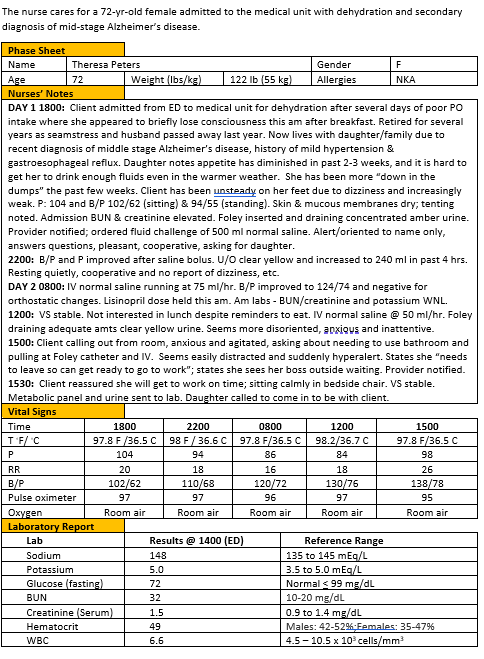 The nurse cares for a 72-yr-old female admitted to the medical unit with dehydration and secondary
diagnosis of mid-stage Alzheimer's disease.
Phase Sheet
Name Theresa Peters Gender F
Age 72 Weight (lbs/kg) 122 lb (55 kg) Allergies NKA
Nurses' Notes
DAY 1 1800: Client admitted from ED to medical unit for dehydration after several days of poor PO
intake where she appeared to briefly lose consciousness this am after breakfast. Retired for several
years as seamstress and husband passed away last year. Now lives with daughter/family due to
recent diagnosis of middle stage Alzheimer's disease, history of mild hypertension &
gastroesophageal reflux. Daughter notes appetite has diminished in past 2-3 weeks, and it is hard to
get her to drink enough fluids even in the warmer weather. She has been more "down in the
dumps" the past few weeks. Client has been unsteady on her feet due to dizziness and increasingly
weak. P: 104 and B/P 102/62 (sitting) & 94/55 (standing). Skin & mucous membranes dry; tenting
noted. Admission BUN & creatinine elevated. Foley inserted and draining concentrated amber urine.
Provider notified; ordered fluid challenge of 500 ml normal saline. Alert/oriented to name only,
answers questions, pleasant, cooperative, asking for daughter.
2200: B/P and P improved after saline bolus. U/O clear yellow and increased to 240 ml in past 4 hrs.
Resting quietly, cooperative and no report of dizziness, etc.
DAY 2 0800: IV normal saline running at 75 ml/hr. B/P improved to 124/74 and negative for
orthostatic changes. Lisinopril dose held this am. Am labs - BUN/creatinine and potassium WNL.
1200: VS stable. Not interested in lunch despite reminders to eat. IV normal saline @ 50 ml/hr. Foley
draining adequate amts clear yellow urine. Seems more disoriented, anxious and inattentive.
1500: Client calling out from room, anxious and agitated, asking about needing to use bathroom and
pulling at Foley catheter and IV. Seems easily distracted and suddenly hyperalert. States she "needs
to leave so can get ready to go to work"; states she sees her boss outside waiting. Provider notified.
1530: Client reassured she will get to work on time; sitting calmly in bedside chair. VS stable.
Metabolic panel and urine sent to lab. Daughter called to come in to be with client.
Vital Signs
Time 1800 2200 0800 1200 1500
T °F/ °C 97.8 F/36.5 C 98 F / 36.6 C 97.8 F/36.5 C 98.2/36.7 C 97.8 F/36.5 C
P 104 94 86 84 98
RR 20 18 16 18 26
B/P 102/62 110/68 120/72 130/76 138/78
Pulse oximeter 97 97 96 97 95
Oxygen Room air Room air Room air Room air Room air
Laboratory Report
Lab Results @ 1400 (ED) Reference Range
Sodium 148 135 to 145 mEq/L
Potassium 5.0 3.5 to 5.0 mEq/L
Glucose (fasting) 72 Normal ≤ 99 mg/dL
BUN 32 10-20 mg/dL
Creatinine (Serum) 1.5 0.9 to 1.4 mg/dL
Hematocrit 49 Males: 42-52%;Females: 35-47%
WBC 6.6 4.5 – 10.5 x 10³ cells/mm³